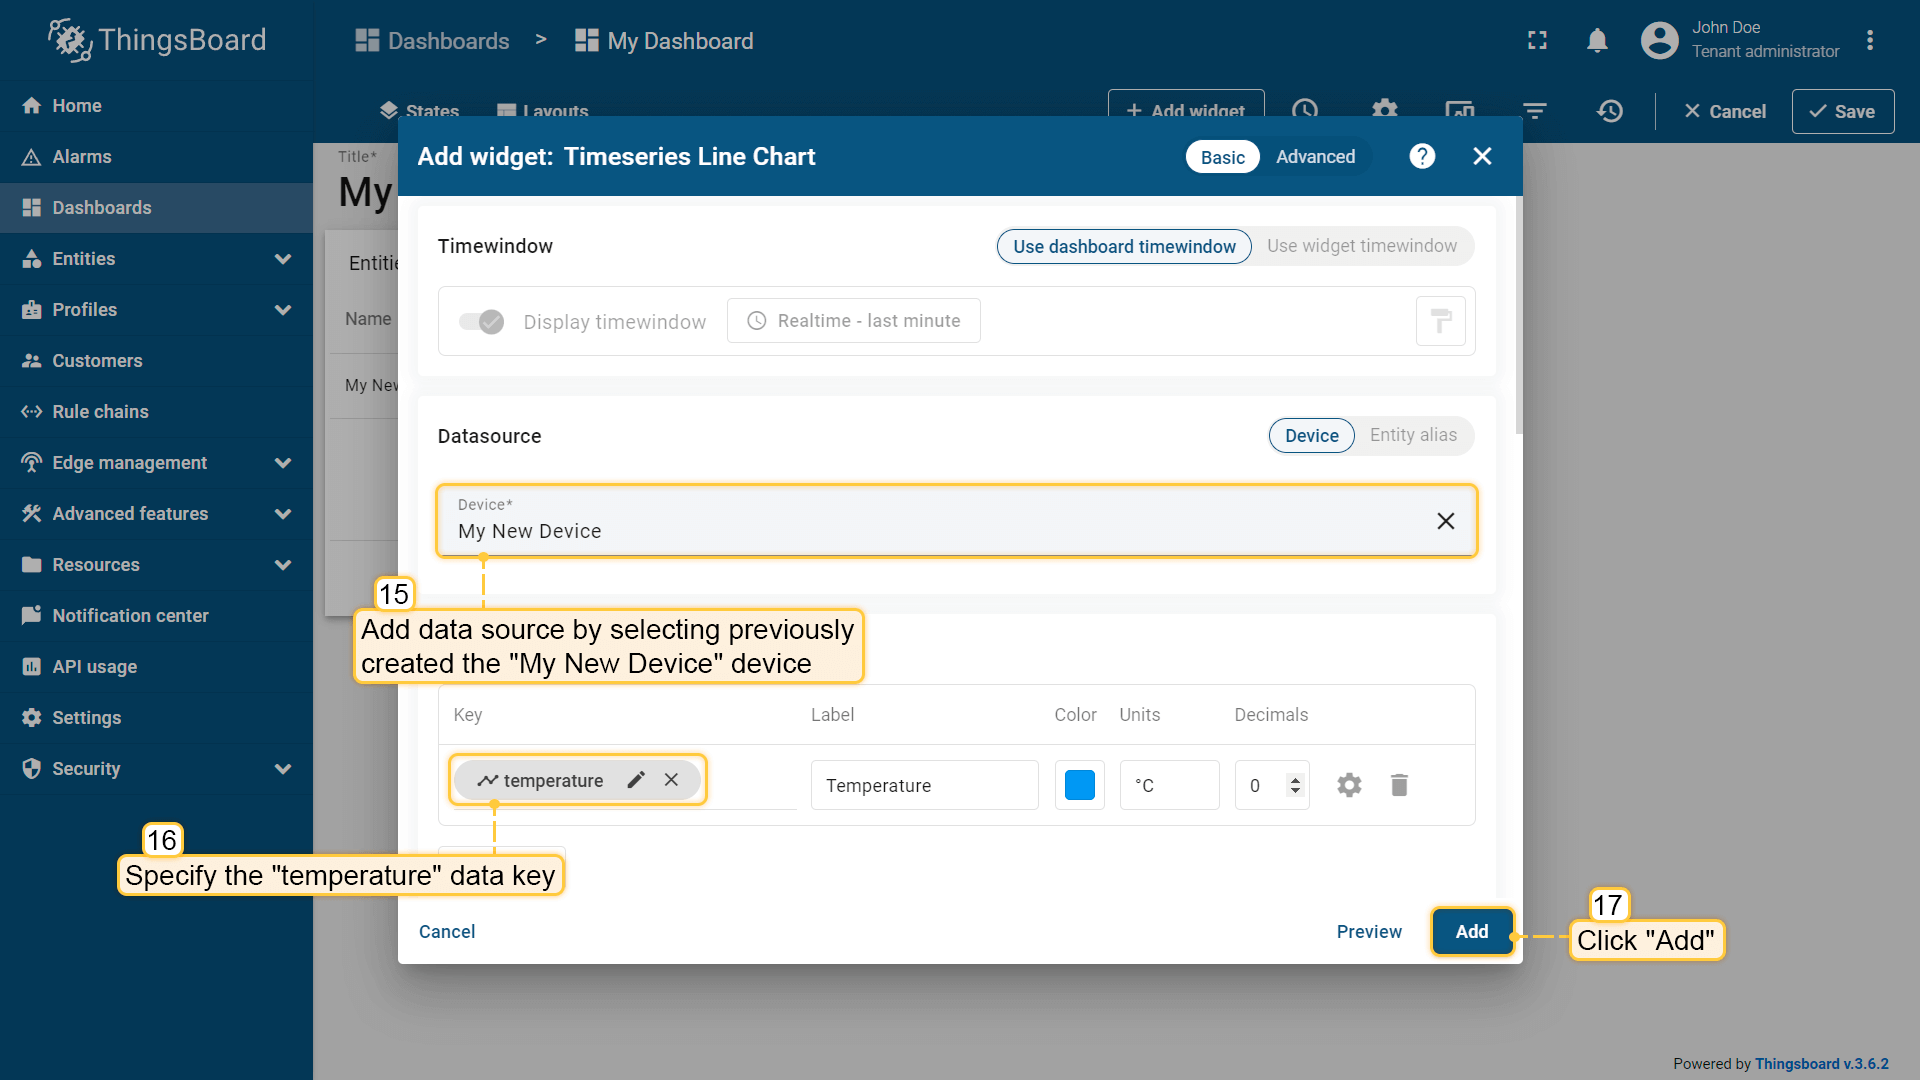 ThingsBoard
Dashboards > My Dashboard
John Doe
Tenant administrator
Home
Alarms
Dashboards
Entities
Profiles
Customers
Rule chains
Edge management
Advanced features
Resources
Notification center
API usage
Settings
Security
States Layouts + Add widget Cancel Save
Title*
My
Entitie
Name
My New
Add widget: Timeseries Line Chart Basic Advanced
Timewindow Use dashboard timewindow Use widget timewindow
Display timewindow Realtime - last minute
Datasource Device Entity alias
Device*
My New Device
15
Add data source by selecting previously
created the "My New Device" device
Key Label Color Units Decimals
temperature Temperature °C 0
16
Specify the "temperature" data key
Cancel Preview Add
17
Click "Add"
Powered by Thingsboard v.3.6.2